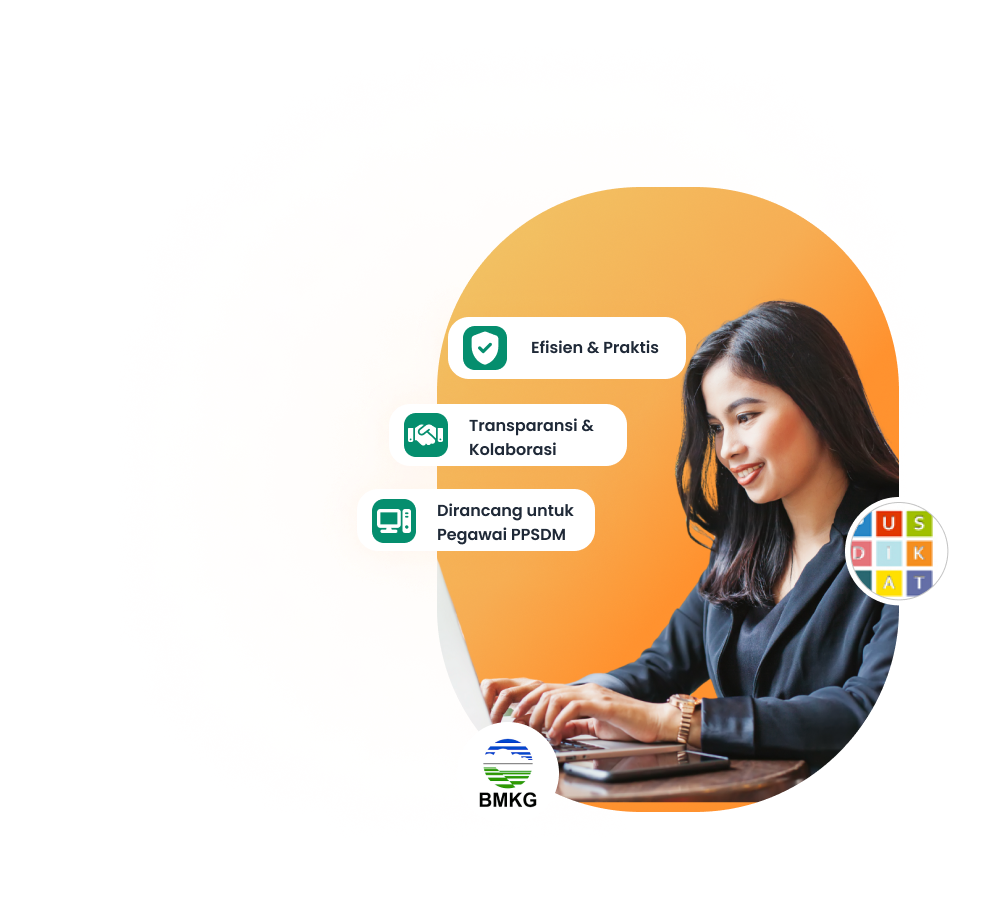 Efisien & Praktis
Transparansi &
Kolaborasi
Dirancang untuk
Pegawai PPSDM
U S
D I K
A T
BMKG